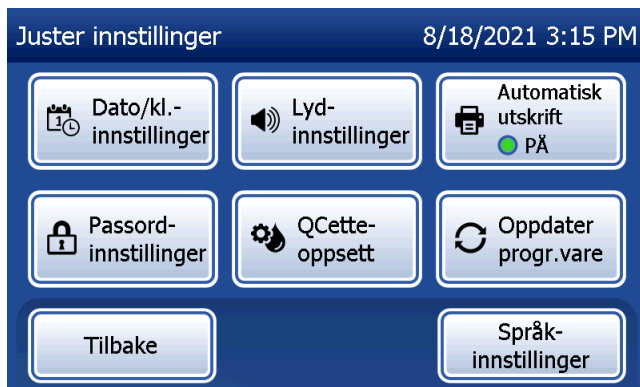 Juster innstillinger 8/18/2021 3:15 PM
Dato/kl.-
innstillinger
Lyd-
innstillinger
Automatisk
utskrift
PÄ
Passord-
innstillinger
QCette-
oppsett
Oppdater
progr.vare
Tilbake
Språk-
innstillinger